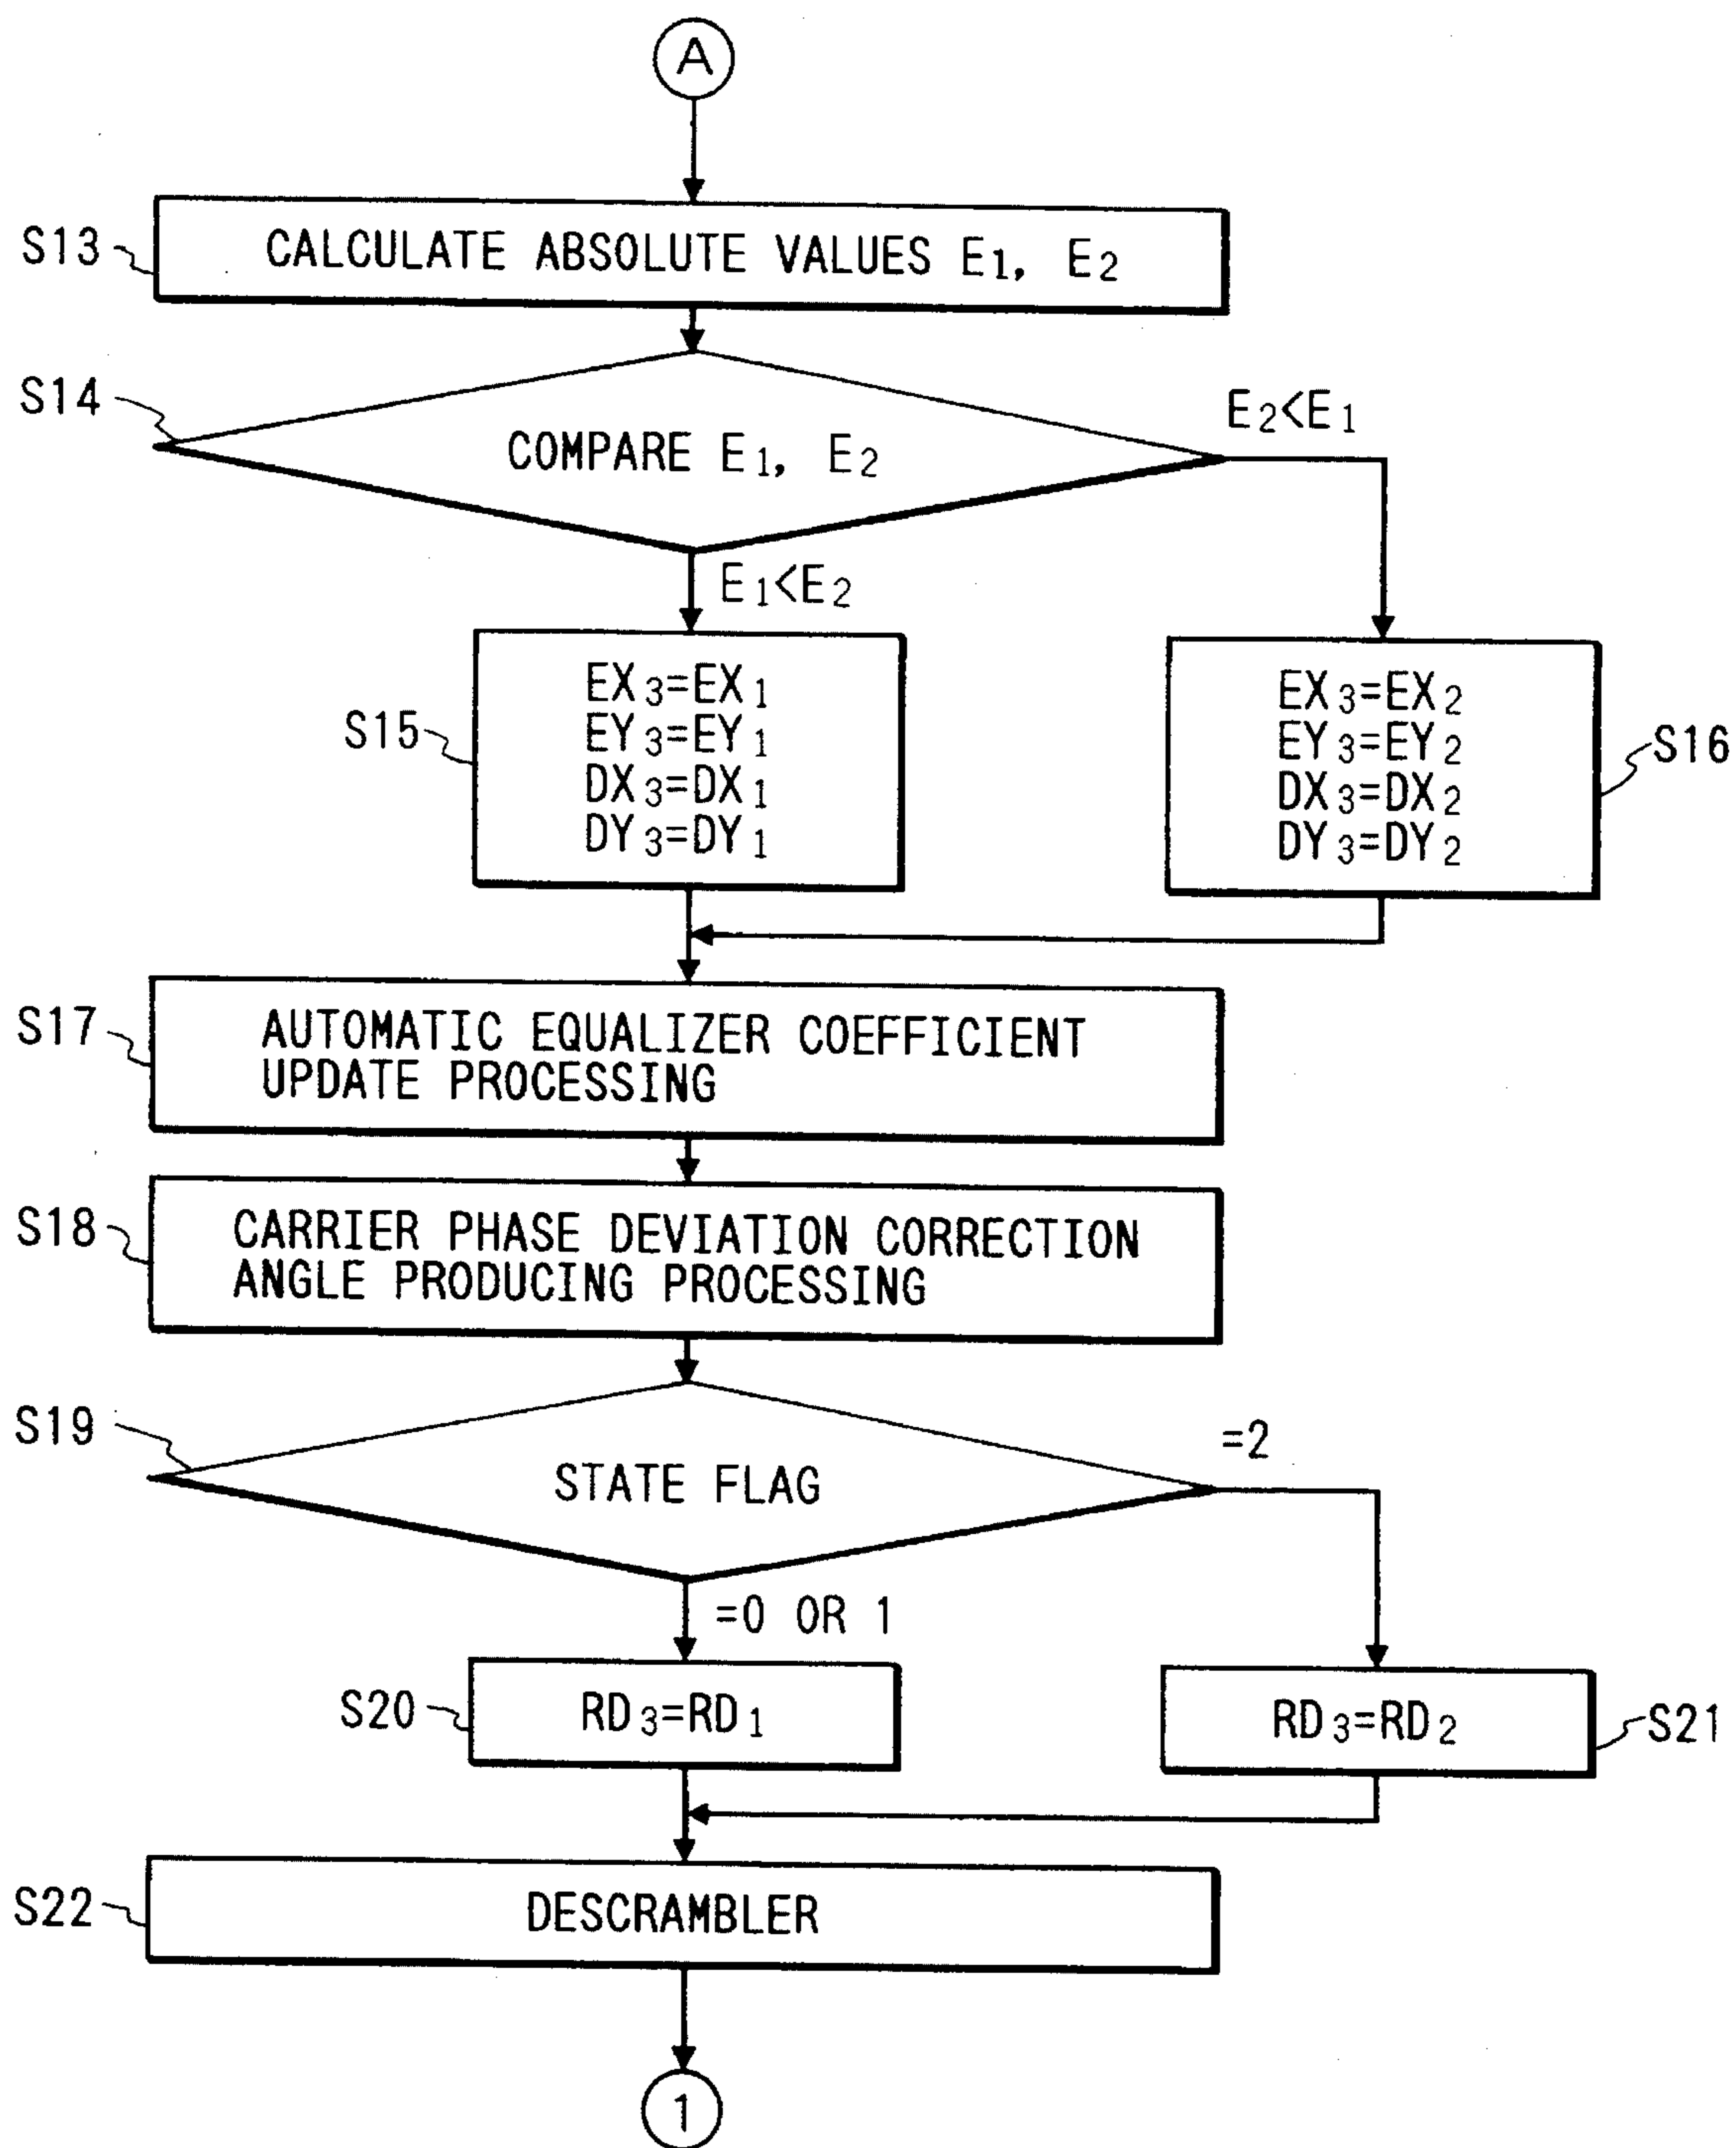 A
S13
CALCULATE ABSOLUTE VALUES E1, E2
S14
COMPARE E1, E2
E2<E1
E1<E2
S15
EX3=EX1
EY3=EY1
DX3=DX1
DY3=DY1
EX3=EX2
EY3=EY2
DX3=DX2
DY3=DY2
S16
S17
AUTOMATIC EQUALIZER COEFFICIENT
UPDATE PROCESSING
S18
CARRIER PHASE DEVIATION CORRECTION
ANGLE PRODUCING PROCESSING
S19
STATE FLAG
=2
=0 OR 1
S20
RD3=RD1
RD3=RD2
S21
S22
DESCRAMBLER
1